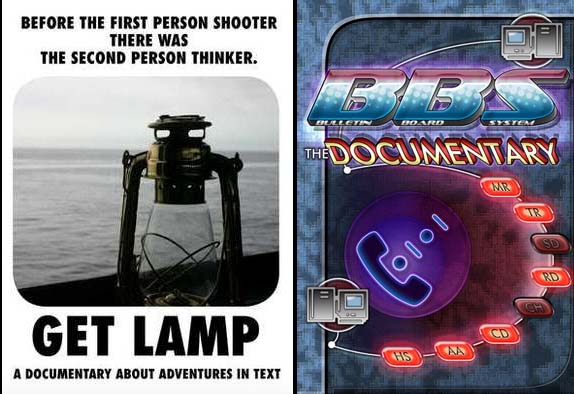 BEFORE THE FIRST PERSON SHOOTER
THERE WAS
THE SECOND PERSON THINKER.
GET LAMP
A DOCUMENTARY ABOUT ADVENTURES IN TEXT
BBS
BULLETIN BOARD SYSTEM
THE DOCUMENTARY
MR
TR
SD
RD
OH
CD
AA
HS